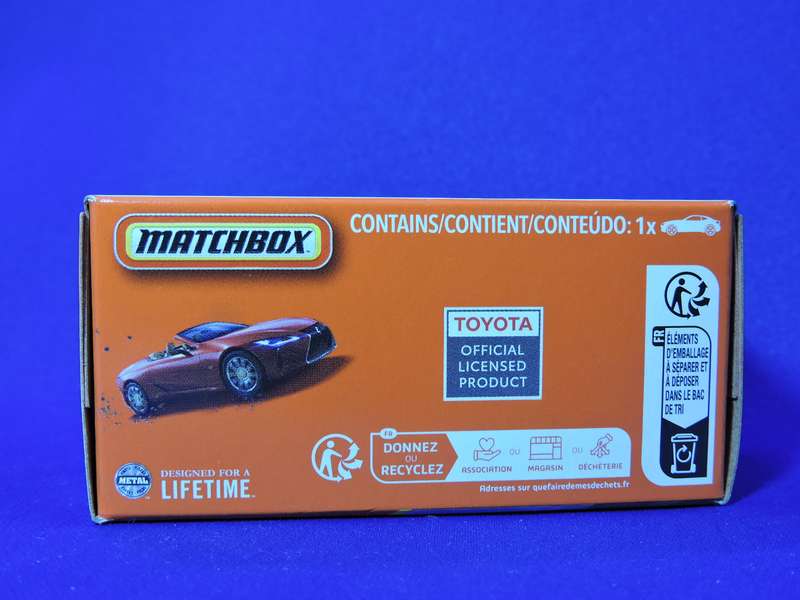 MATCHBOX
CONTAINS/CONTIENT/CONTEÚDO: 1x
TOYOTA
OFFICIAL
LICENSED
PRODUCT
FR
ÉLÉMENTS
D'EMBALLAGE
À SÉPARER ET
À DÉPOSER
DANS LE BAC
DE TRI
METAL
DESIGNED FOR A
LIFETIME™
FR
DONNEZ
OU
RECYCLEZ
ASSOCIATION
OU
MAGASIN
OU
DÉCHÈTERIE
Adresses sur quefairedemesdechets.fr